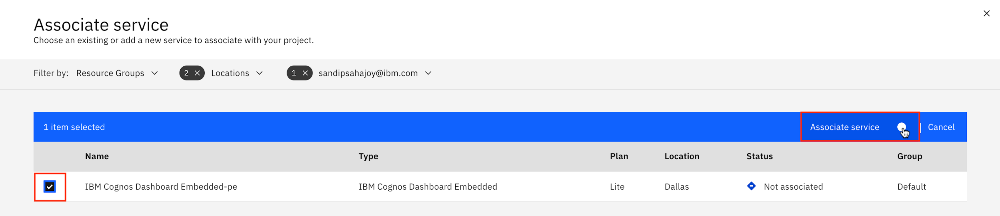 Associate service
Choose an existing or add a new service to associate with your project.
Filter by: Resource Groups 2 Locations 1 sandipsahajoy@ibm.com
1 item selected Associate service Cancel
Name Type Plan Location Status Group
IBM Cognos Dashboard Embedded-pe IBM Cognos Dashboard Embedded Lite Dallas Not associated Default